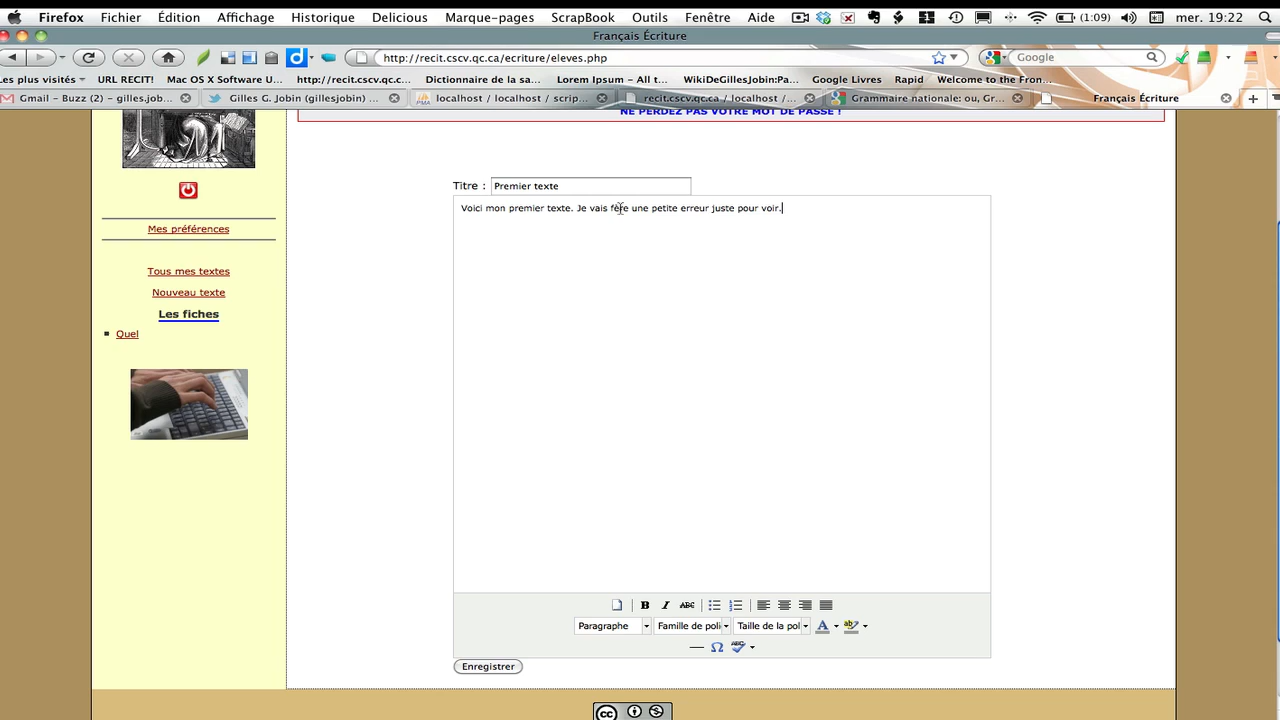 Firefox Fichier Édition Affichage Historique Delicious Marque-pages ScrapBook Outils Fenêtre Aide (1:09) mer. 19:22
Français Écriture
http://recit.cscv.qc.ca/ecriture/eleves.php Google
Les plus visités URL RECIT! Mac OS X Software U... http://recit.cscv.qc.c... Dictionnaire de la sa... Lorem Ipsum - All t... WikiDeGillesJobin:Pa... Google Livres Rapid Welcome to the Fron...
Gmail - Buzz (2) - gilles.job... Gilles G. Jobin (gillesjobin) ... localhost / localhost / scrip... recit.cscv.qc.ca / localhost /... Grammaire nationale: ou, Gr... Français Écriture
NE PERDEZ PAS VOTRE MOT DE PASSE !
Titre : Premier texte
Voici mon premier texte. Je vais fère une petite erreur juste pour voir.
Mes préférences
Tous mes textes
Nouveau texte
Les fiches
Quel
B I ABC
Paragraphe Famille de poli Taille de la pol A ab
Ω ABC
Enregistrer
cc